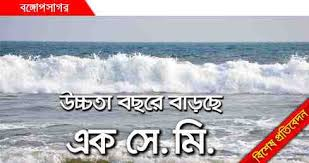 বঙ্গোপসাগর
উচ্চতা বছরে বাড়ছে
এক সে.মি.
বিশেষ প্রতিবেদন